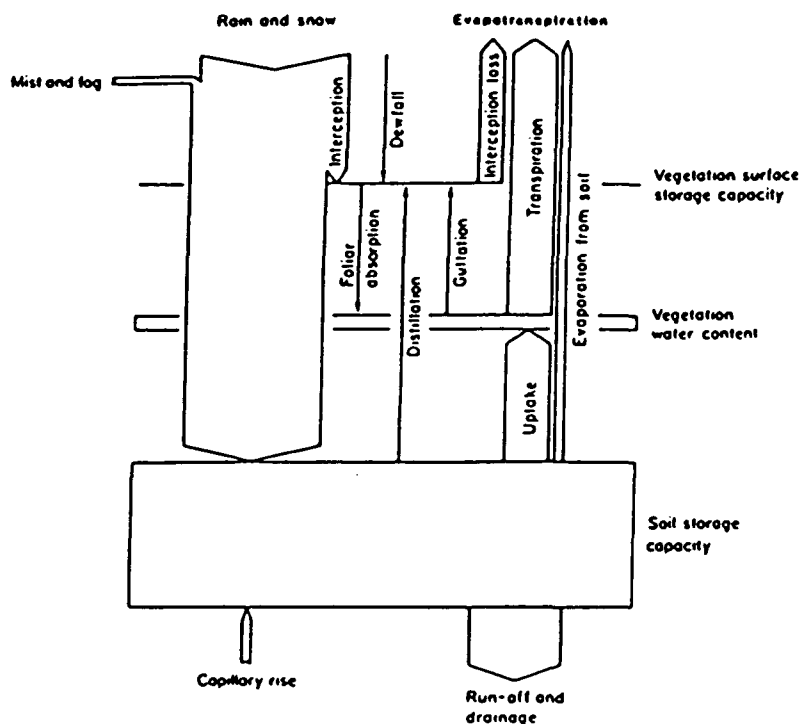 Rain and snow
Evapotranspiration
Mist and fog
Interception
Dewfall
Interception loss
Transpiration
Evaporation from soil
Vegetation surface
storage capacity
Foliar
absorption
Distillation
Guttation
Vegetation
water content
Uptake
Soil storage
capacity
Capillary rise
Run-off and
drainage